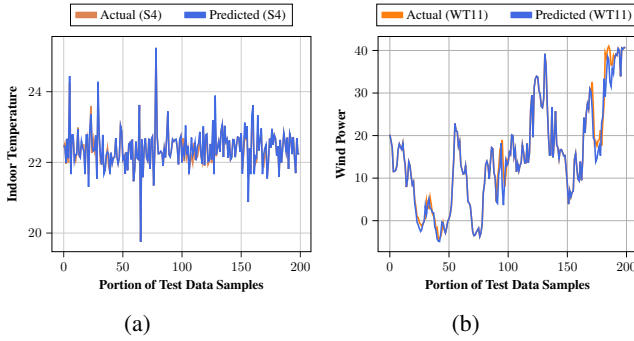 Actual (S4) Predicted (S4)
24
22
20
Indoor Temperature
0 50 100 150 200
Portion of Test Data Samples
(a)
Actual (WT11) Predicted (WT11)
40
30
20
10
0
Wind Power
0 50 100 150 200
Portion of Test Data Samples
(b)